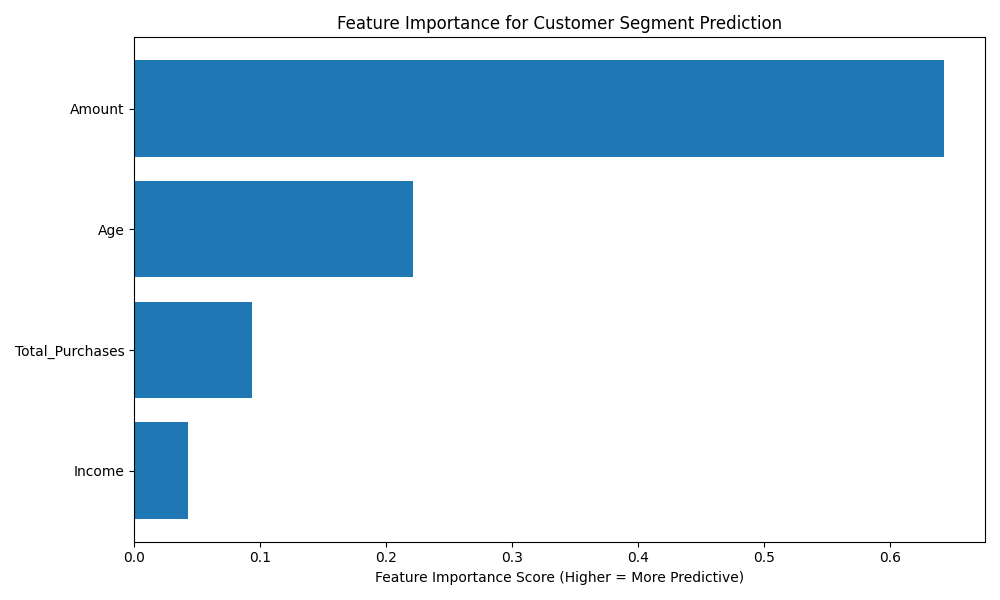 Feature Importance for Customer Segment Prediction
Amount
Age
Total_Purchases
Income
0.0 0.1 0.2 0.3 0.4 0.5 0.6
Feature Importance Score (Higher = More Predictive)